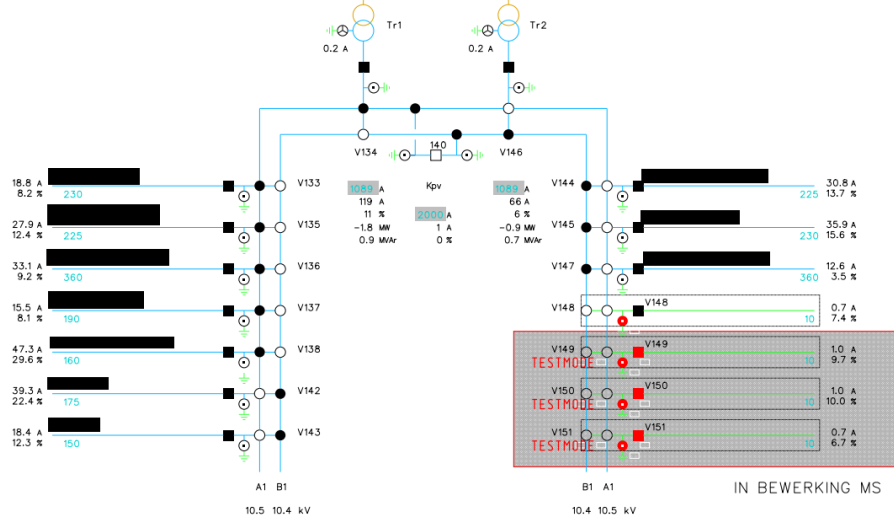 Tr1
Tr2
0.2 A
0.2 A
V134
140
V146
1089 A
Kpv
1089 A
119 A
66 A
11 %
2000 A
6 %
-1.8 MW
1 A
-0.9 MW
0.9 MVAr
0 %
0.7 MVAr
18.8 A
8.2 %
230
V133
27.9 A
12.4 %
225
V135
33.1 A
9.2 %
360
V136
15.5 A
8.1 %
190
V137
47.3 A
29.6 %
160
V138
39.3 A
22.4 %
175
V142
18.4 A
12.3 %
150
V143
A1 B1
10.5 10.4 kV
V144
225
30.8 A
13.7 %
V145
230
35.9 A
15.6 %
V147
360
12.6 A
3.5 %
V148
V148
10
0.7 A
7.4 %
V149
V149
TESTMODE
10
1.0 A
9.7 %
V150
V150
TESTMODE
10
1.0 A
10.0 %
V151
V151
TESTMODE
10
0.7 A
6.7 %
B1 A1
10.4 10.5 kV
IN BEWERKING MS